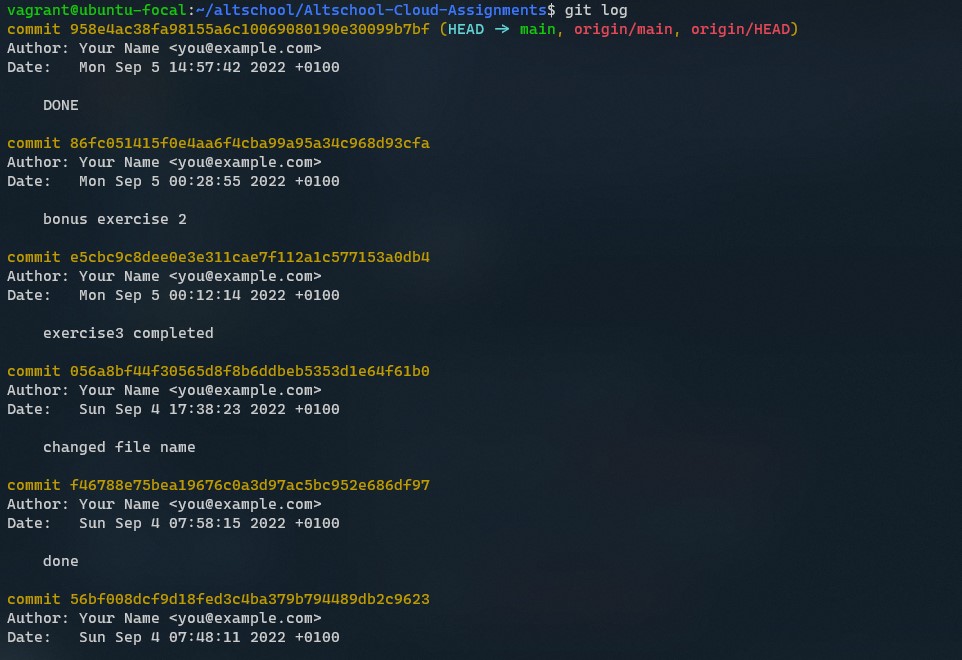 vagrant@ubuntu-focal:~/altschool/Altschool-Cloud-Assignments$ git log
commit 958e4ac38fa98155a6c10069080190e30099b7bf (HEAD -> main, origin/main, origin/HEAD)
Author: Your Name <you@example.com>
Date:   Mon Sep 5 14:57:42 2022 +0100

    DONE

commit 86fc051415f0e4aa6f4cba99a95a34c968d93cfa
Author: Your Name <you@example.com>
Date:   Mon Sep 5 00:28:55 2022 +0100

    bonus exercise 2

commit e5cbc9c8dee0e3e311cae7f112a1c577153a0db4
Author: Your Name <you@example.com>
Date:   Mon Sep 5 00:12:14 2022 +0100

    exercise3 completed

commit 056a8bf44f30565d8f8b6ddbeb5353d1e64f61b0
Author: Your Name <you@example.com>
Date:   Sun Sep 4 17:38:23 2022 +0100

    changed file name

commit f46788e75bea19676c0a3d97ac5bc952e686df97
Author: Your Name <you@example.com>
Date:   Sun Sep 4 07:58:15 2022 +0100

    done

commit 56bf008dcf9d18fed3c4ba379b794489db2c9623
Author: Your Name <you@example.com>
Date:   Sun Sep 4 07:48:11 2022 +0100